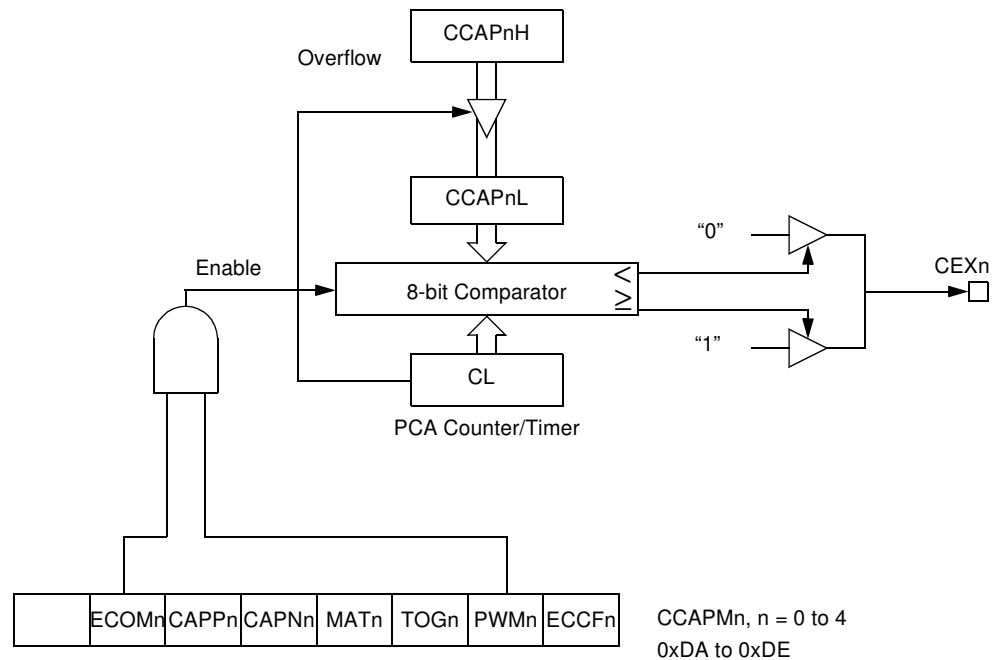 CCAPnH
Overflow
CCAPnL
“0”
Enable
<
CEXn
8-bit Comparator
≥
“1”
CL
PCA Counter/Timer
ECOMn CAPPn CAPNn MATn TOGn PWMn ECCFn
CCAPMn, n = 0 to 4
0xDA to 0xDE